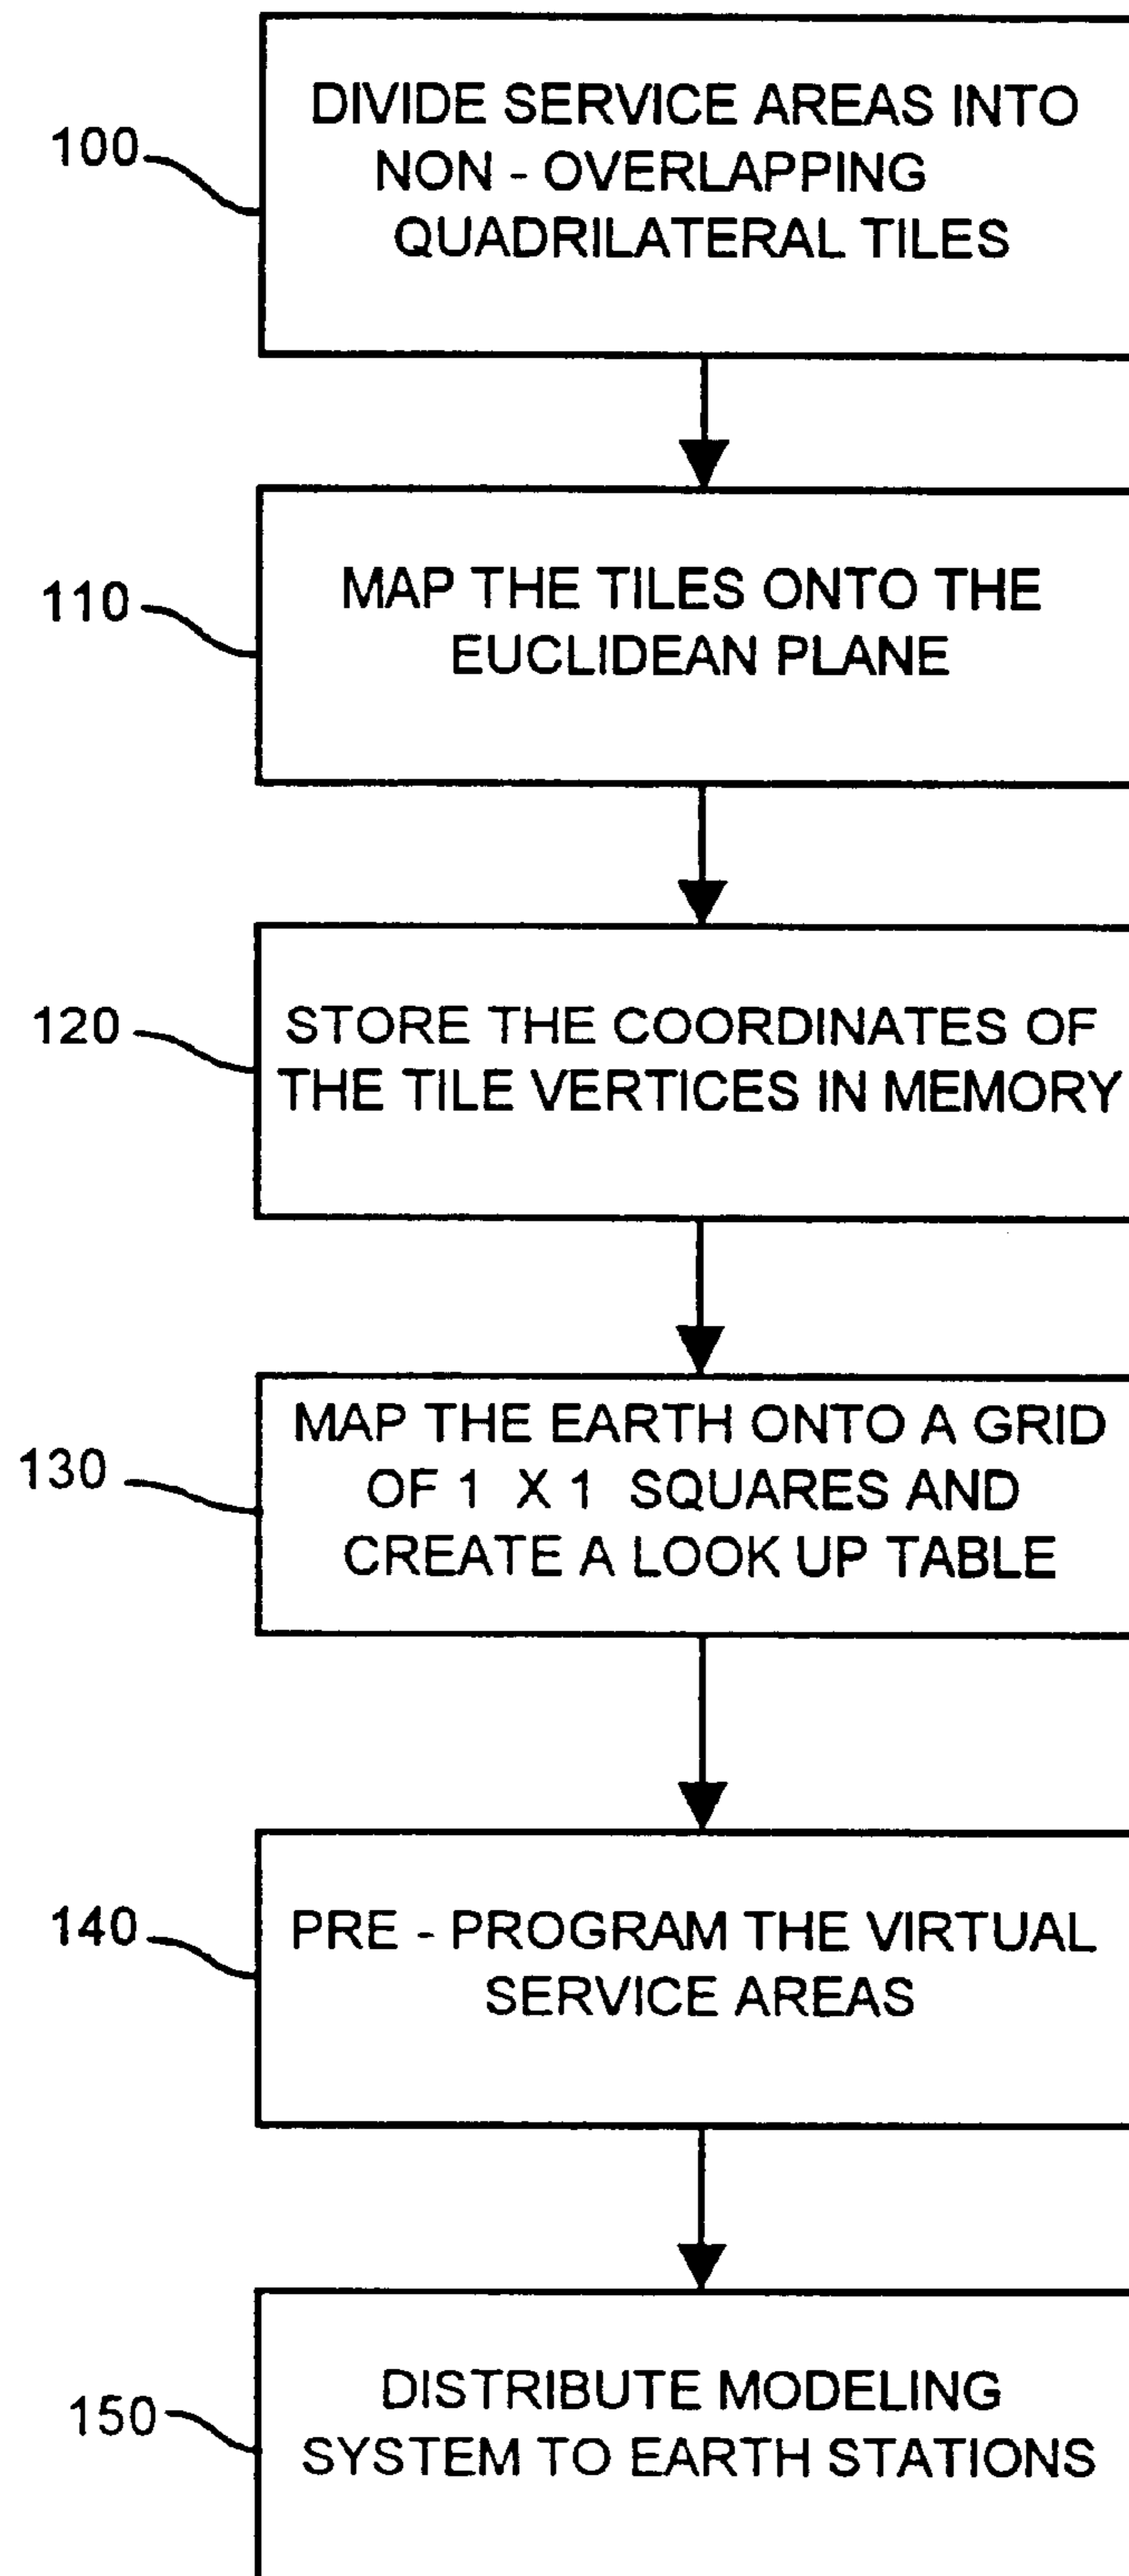 100
DIVIDE SERVICE AREAS INTO
NON - OVERLAPPING
QUADRILATERAL TILES
110
MAP THE TILES ONTO THE
EUCLIDEAN PLANE
120
STORE THE COORDINATES OF
THE TILE VERTICES IN MEMORY
130
MAP THE EARTH ONTO A GRID
OF 1 X 1 SQUARES AND
CREATE A LOOK UP TABLE
140
PRE - PROGRAM THE VIRTUAL
SERVICE AREAS
150
DISTRIBUTE MODELING
SYSTEM TO EARTH STATIONS